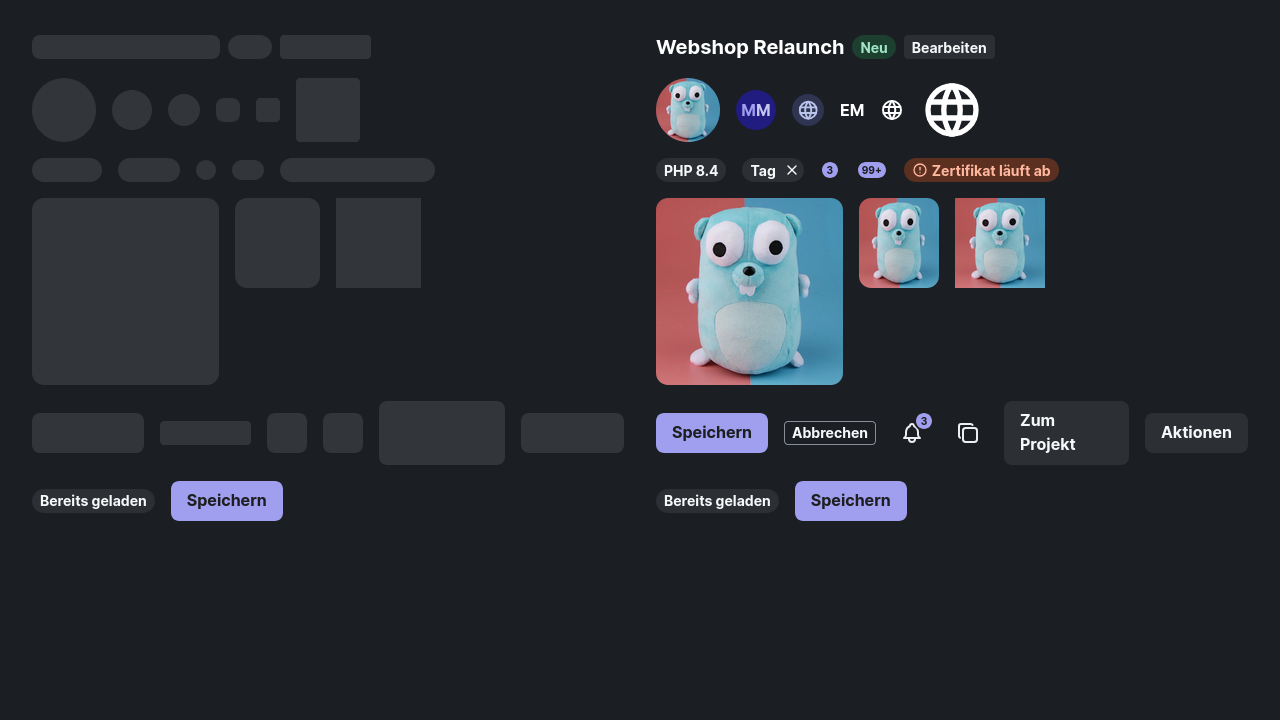 Webshop Relaunch Neu Bearbeiten
MM EM
PHP 8.4 Tag 3 99+ Zertifikat läuft ab
Speichern Abbrechen 3 Zum Projekt Aktionen
Bereits geladen Speichern
Bereits geladen Speichern